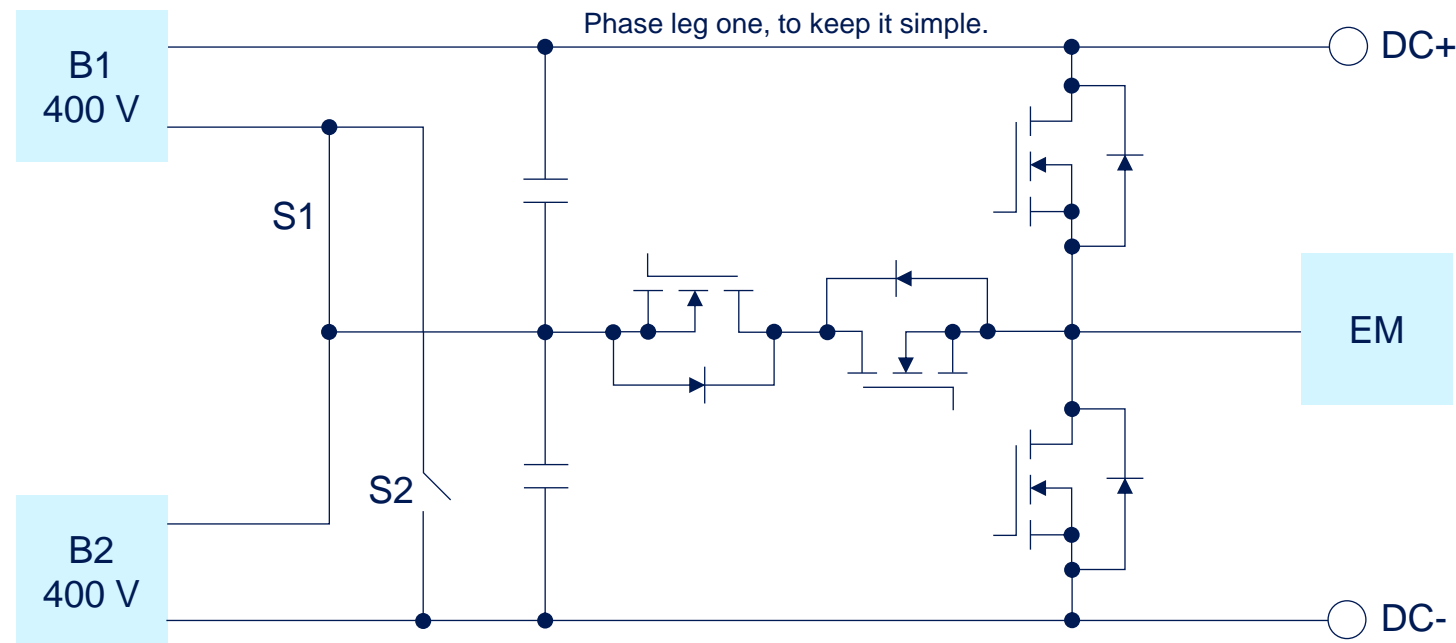 Phase leg one, to keep it simple.
B1
400 V
DC+
S1
EM
S2
B2
400 V
DC-